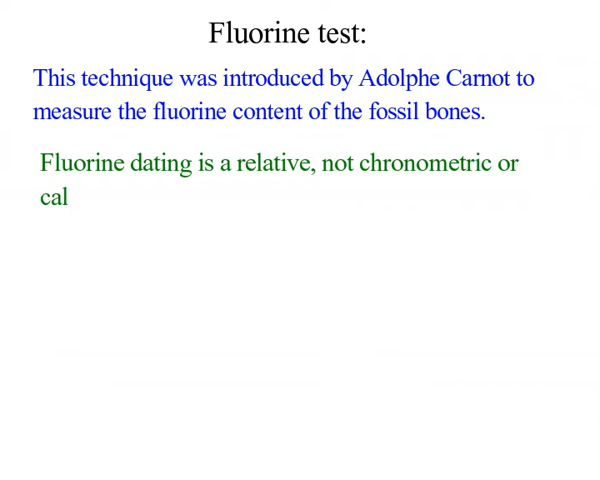 Fluorine test:
This technique was introduced by Adolphe Carnot to
measure the fluorine content of the fossil bones.
Fluorine dating is a relative, not chronometric or
cal